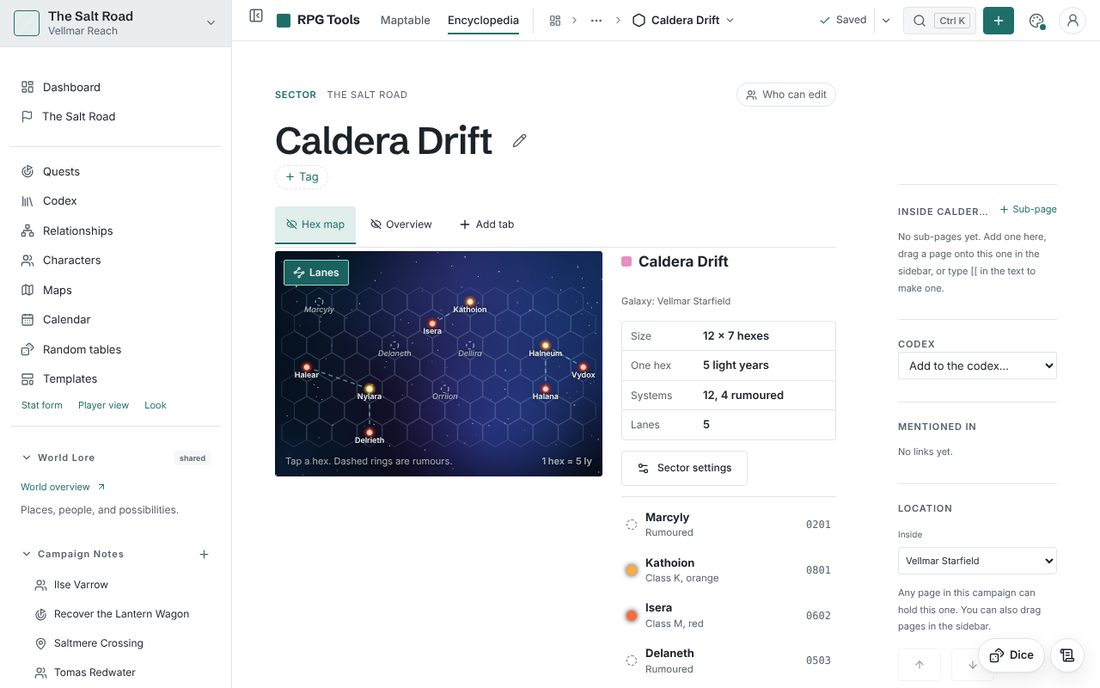 The Salt Road
Vellmar Reach
RPG Tools
Maptable
Encyclopedia
Caldera Drift
Saved
Ctrl K
Dashboard
The Salt Road
Quests
Codex
Relationships
Characters
Maps
Calendar
Random tables
Templates
Stat form
Player view
Look
World Lore
shared
World overview
Places, people, and possibilities.
Campaign Notes
Ilse Varrow
Recover the Lantern Wagon
Saltmere Crossing
Tomas Redwater
SECTOR THE SALT ROAD
Who can edit
Caldera Drift
+ Tag
Hex map
Overview
+ Add tab
Lanes
Marcyly
Kathoion
Isera
Delaneth
Dellira
Halneum
Halear
Vydox
Nylara
Orriion
Halana
Delrieth
Tap a hex. Dashed rings are rumours.
1 hex = 5 ly
Caldera Drift
Galaxy: Vellmar Starfield
Size 12 × 7 hexes
One hex 5 light years
Systems 12, 4 rumoured
Lanes 5
Sector settings
Marcyly
Rumoured
0201
Kathoion
Class K, orange
0801
Isera
Class M, red
0602
Delaneth
Rumoured
0503
INSIDE CALDER...
+ Sub-page
No sub-pages yet. Add one here,
drag a page onto this one in the
sidebar, or type [[ in the text to
make one.
CODEX
Add to the codex...
MENTIONED IN
No links yet.
LOCATION
Inside
Vellmar Starfield
Any page in this campaign can
hold this one. You can also drag
pages in the sidebar.
Dice